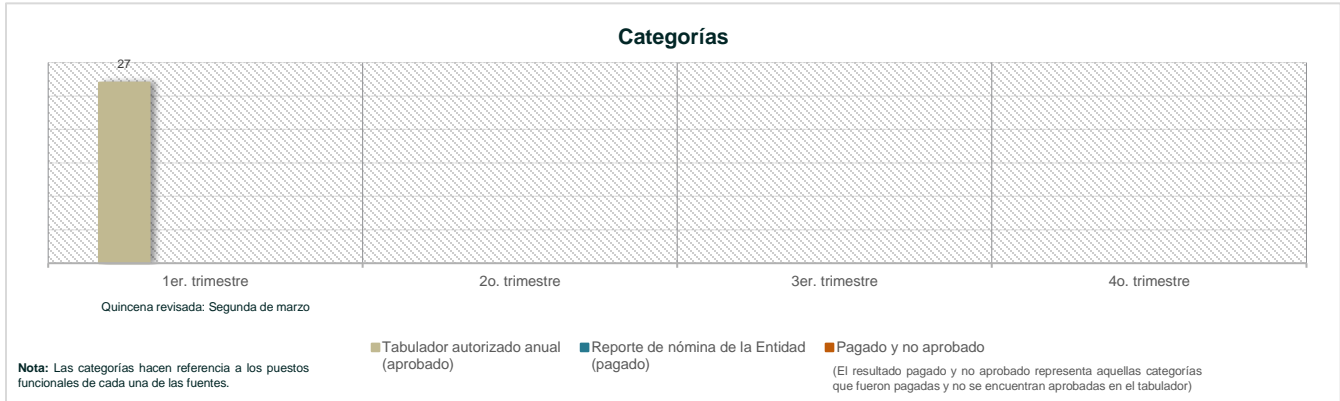 Categorías
27
1er. trimestre
2o. trimestre
3er. trimestre
4o. trimestre
Quincena revisada: Segunda de marzo
Tabulador autorizado anual
(aprobado)
Reporte de nómina de la Entidad
(pagado)
Pagado y no aprobado
(El resultado pagado y no aprobado representa aquellas categorías
que fueron pagadas y no se encuentran aprobadas en el tabulador)
Nota: Las categorías hacen referencia a los puestos
funcionales de cada una de las fuentes.